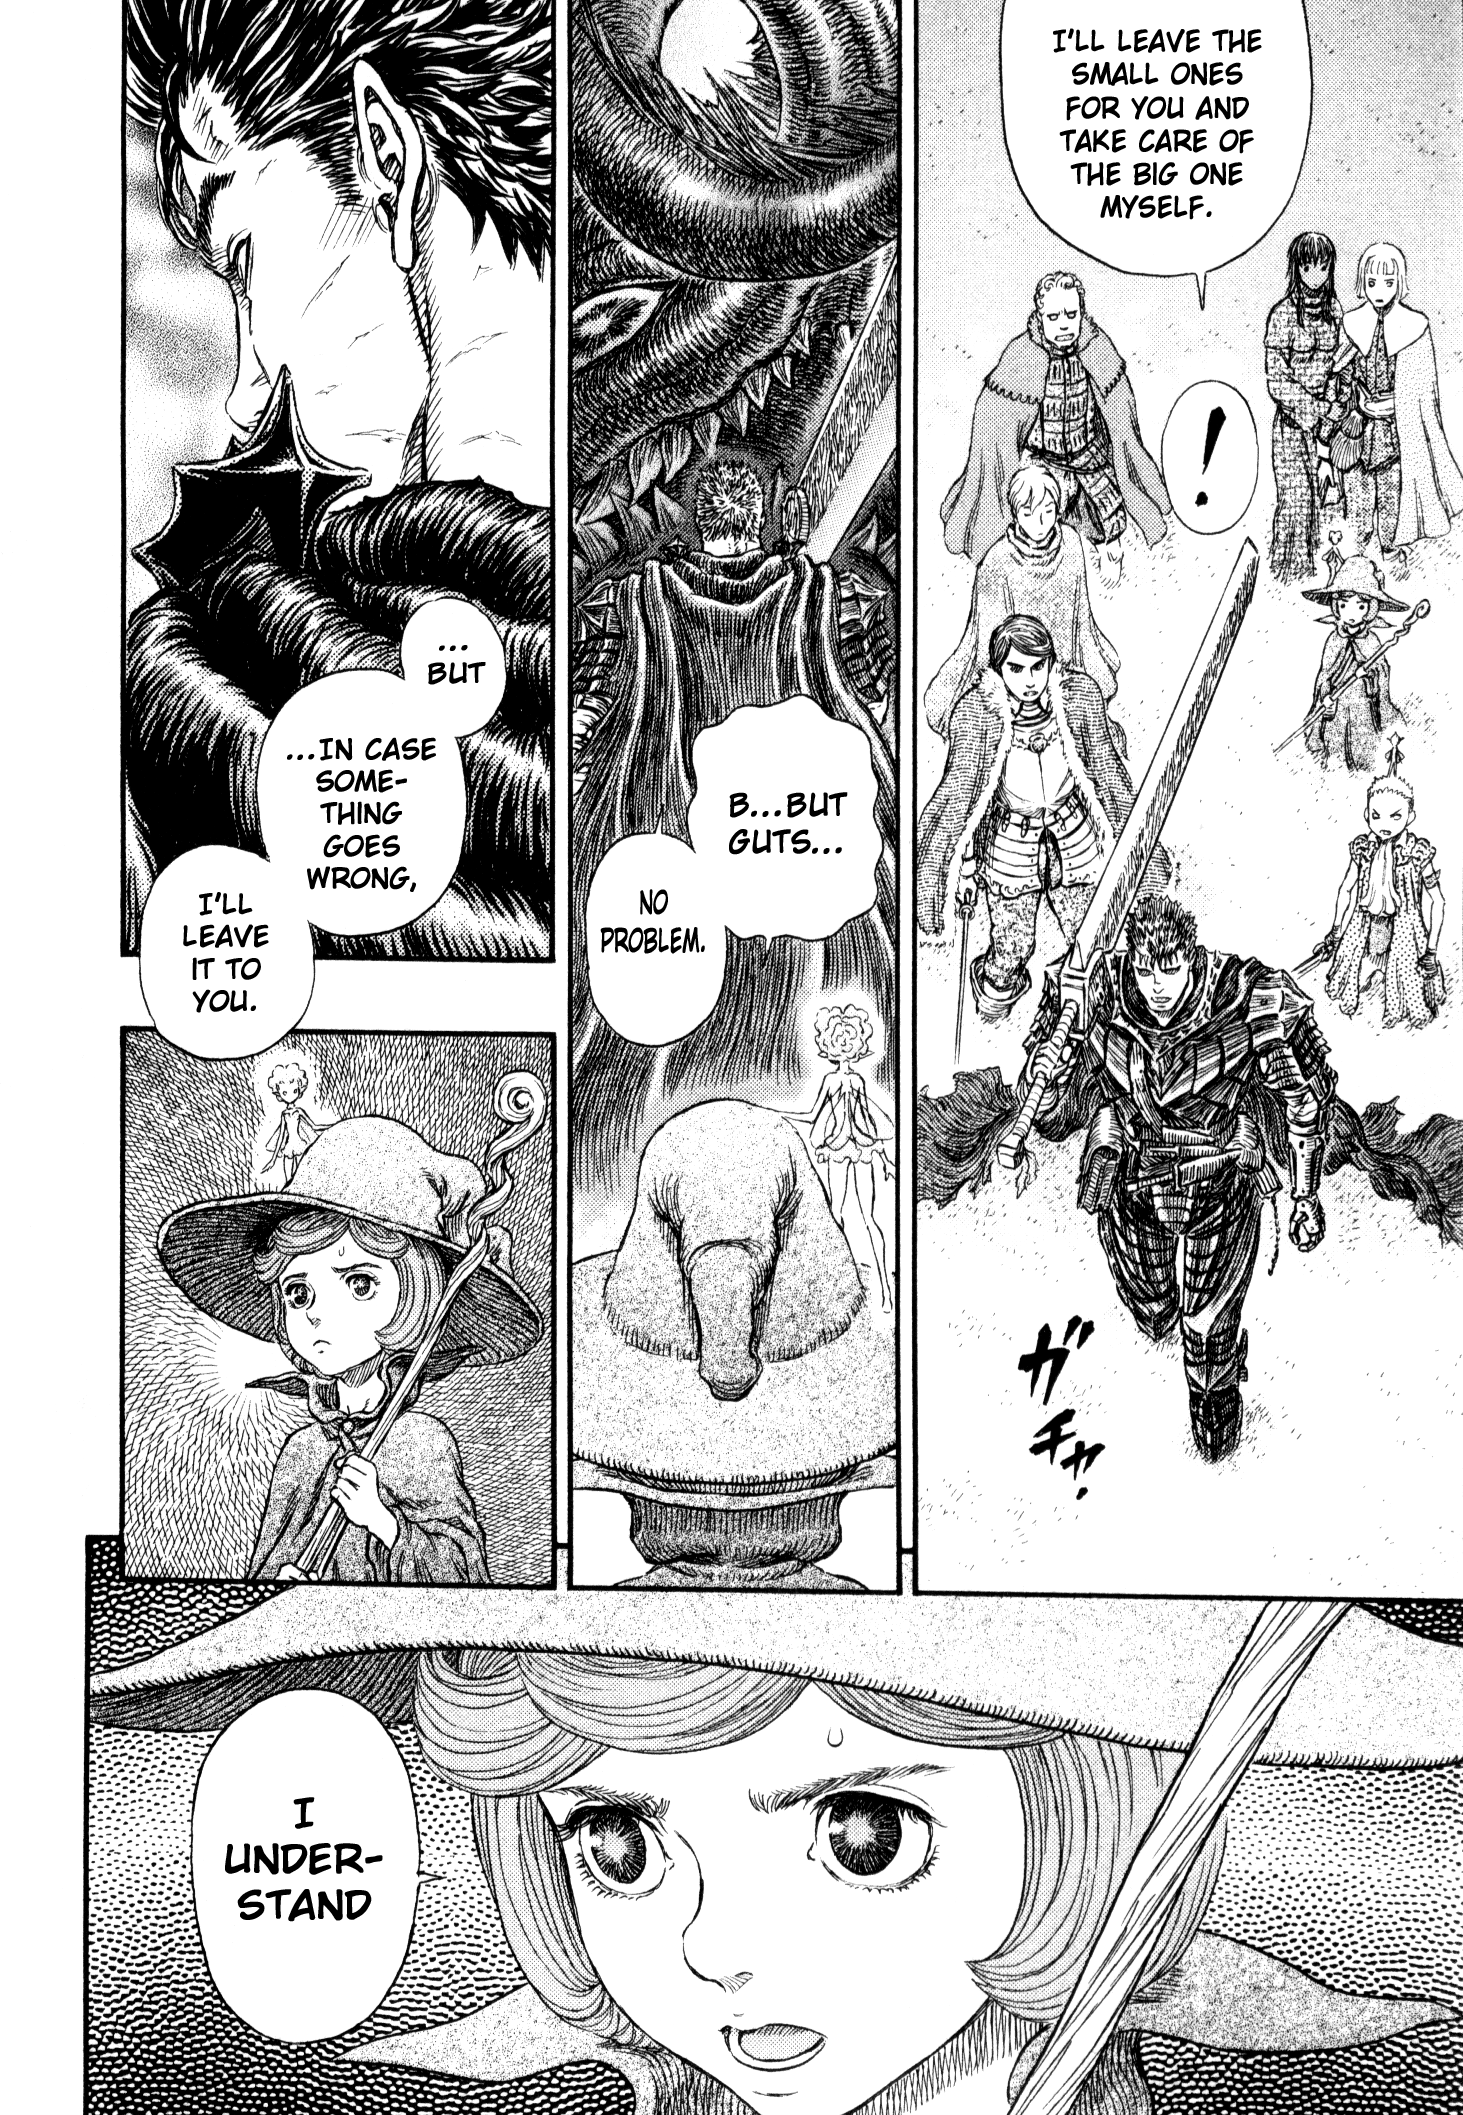 I'LL LEAVE THE
SMALL ONES
FOR YOU AND
TAKE CARE OF
THE BIG ONE
MYSELF.
!
ガ
チャ
B...BUT
GUTS...
NO
PROBLEM.
...
BUT
...IN CASE
SOME-
THING
GOES
WRONG,
I'LL
LEAVE
IT TO
YOU.
I
UNDER-
STAND